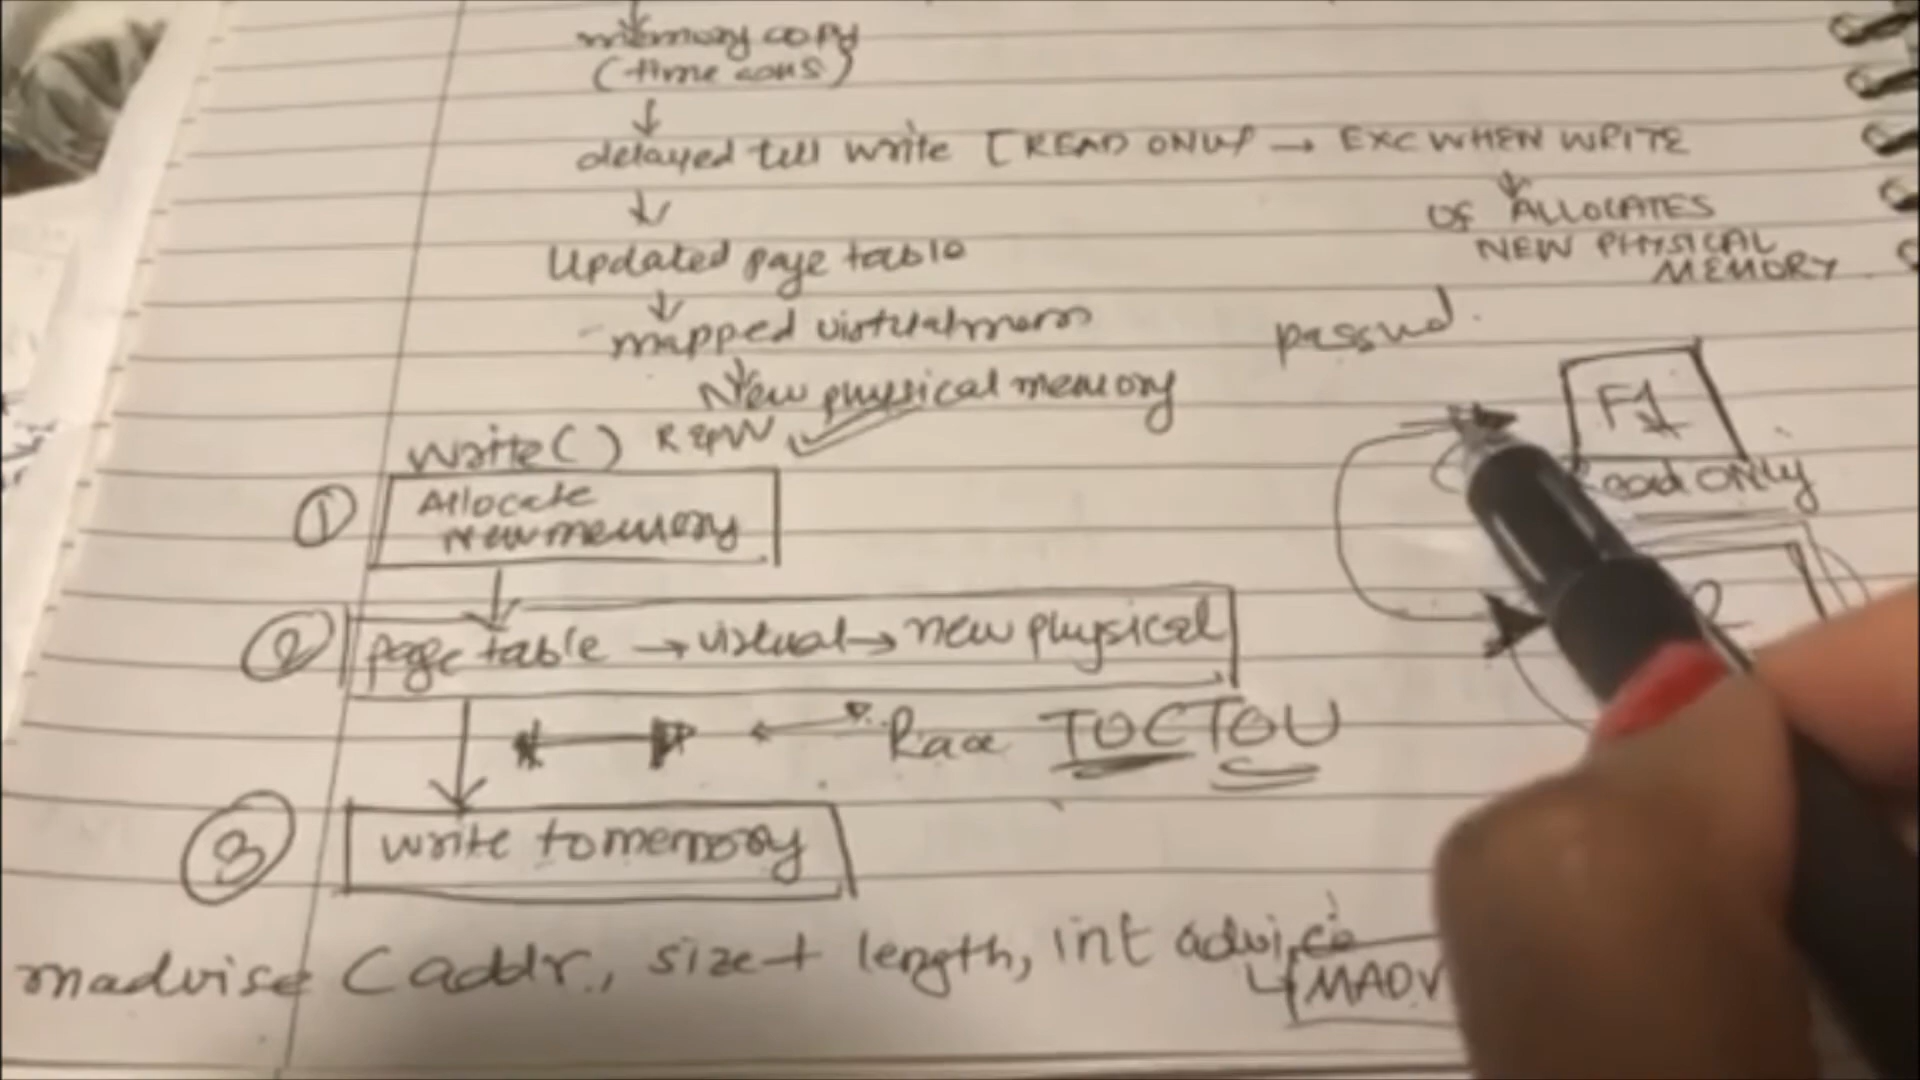 memory copy
(time cons)
delayed till write [READ ONLY → EXC WHEN WRITE
OS ALLOCATES
NEW PHYSICAL
MEMORY
Updated page table
mapped virtual mem
New physical memory
passwd.
F1
Read only
2
write() R
① Allocate
new memory
② page table → virtual → new physical
Race TOCTOU
③ write to memory
madvise (addr, size_t length, int advice
MADV